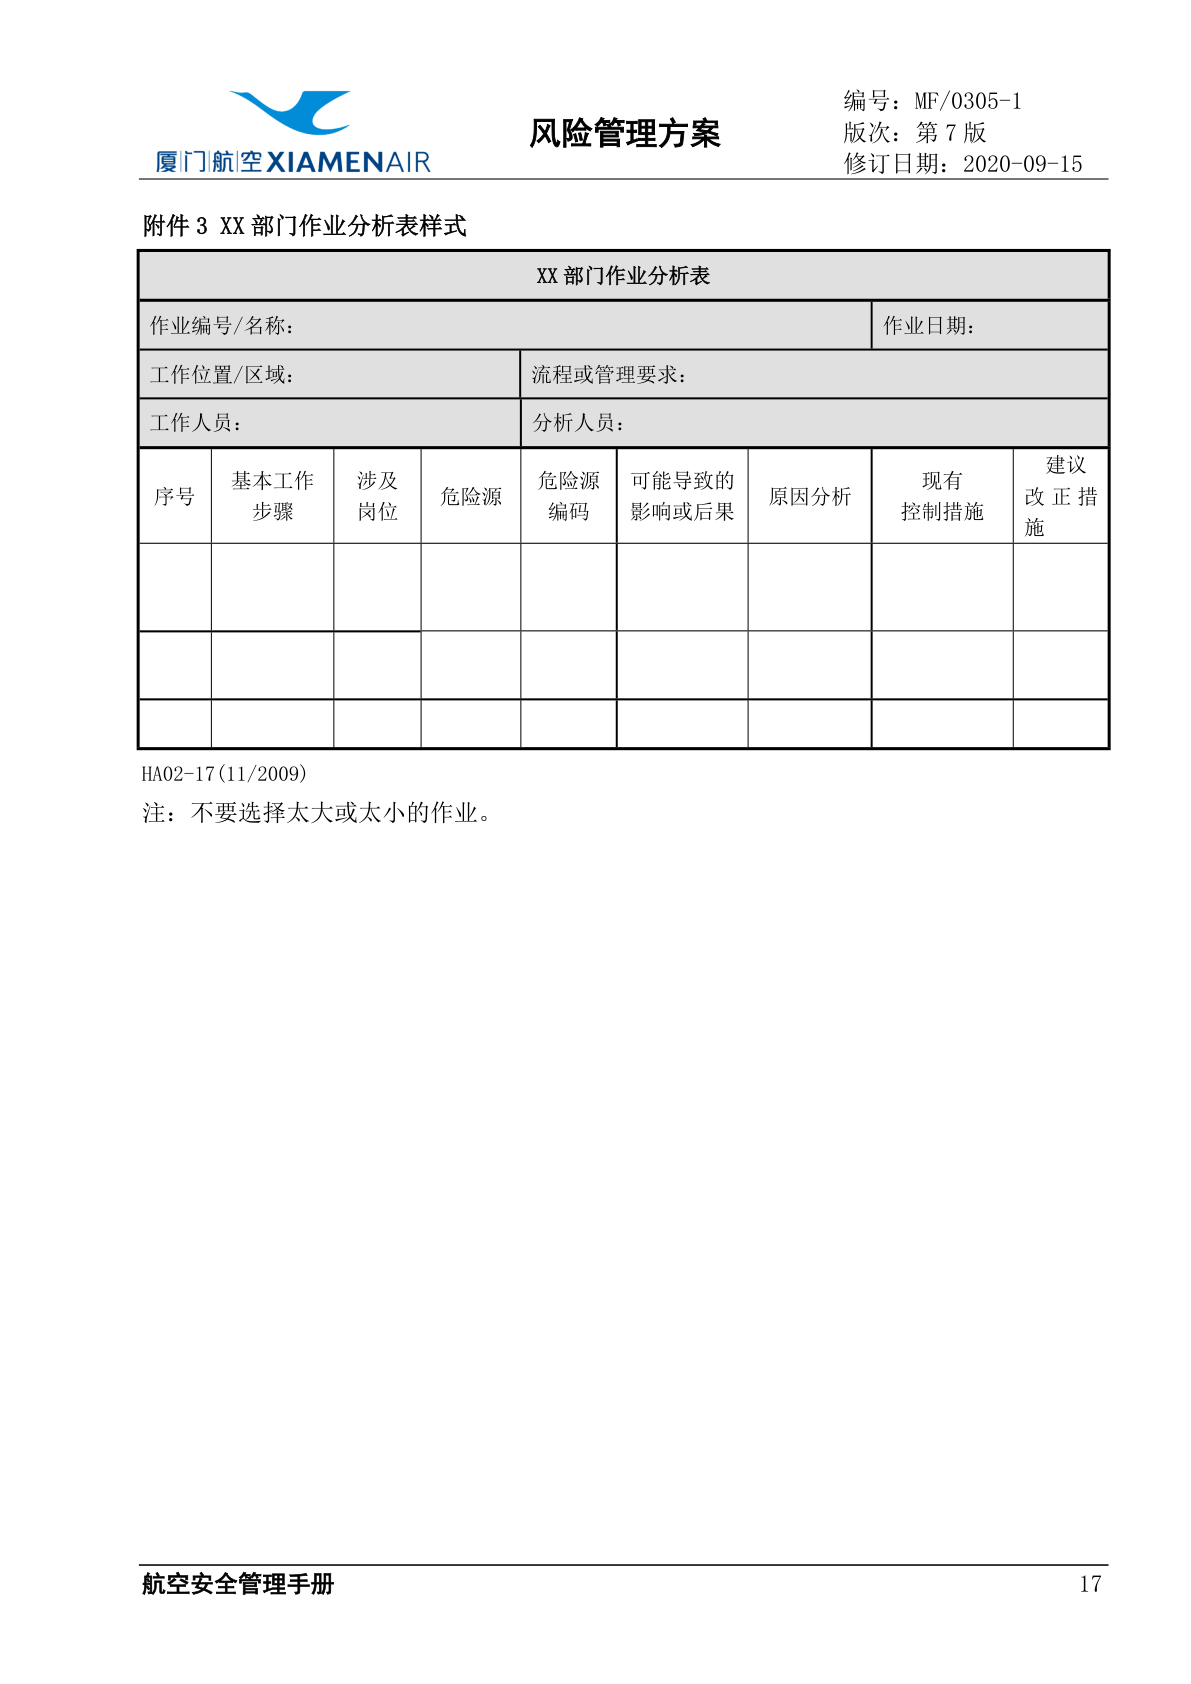 厦门航空 XIAMENAIR
风险管理方案
编号：MF/0305-1
版次：第 7 版
修订日期：2020-09-15
附件 3 XX 部门作业分析表样式
XX 部门作业分析表
作业编号/名称：
作业日期：
工作位置/区域：
流程或管理要求：
工作人员：
分析人员：
序号
基本工作
步骤
涉及
岗位
危险源
危险源
编码
可能导致的
影响或后果
原因分析
现有
控制措施
建议
改正措
施
HA02-17(11/2009)
注：不要选择太大或太小的作业。
航空安全管理手册
17